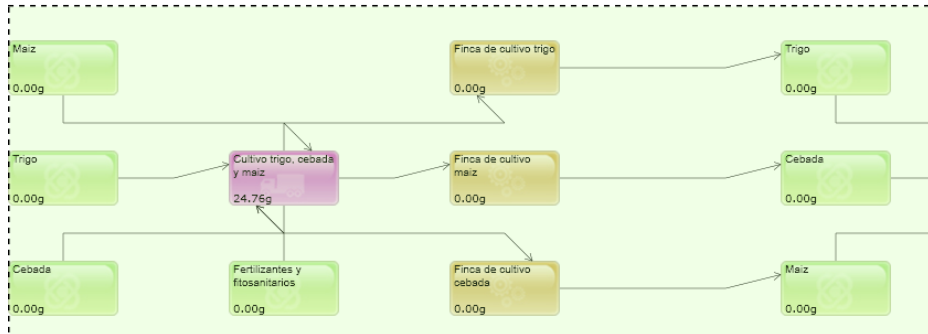 Maiz
0.00g
Finca de cultivo trigo
0.00g
Trigo
0.00g
Trigo
0.00g
Cultivo trigo, cebada
y maiz
24.76g
Finca de cultivo
maiz
0.00g
Cebada
0.00g
Cebada
0.00g
Fertilizantes y
fitosanitarios
0.00g
Finca de cultivo
cebada
0.00g
Maiz
0.00g